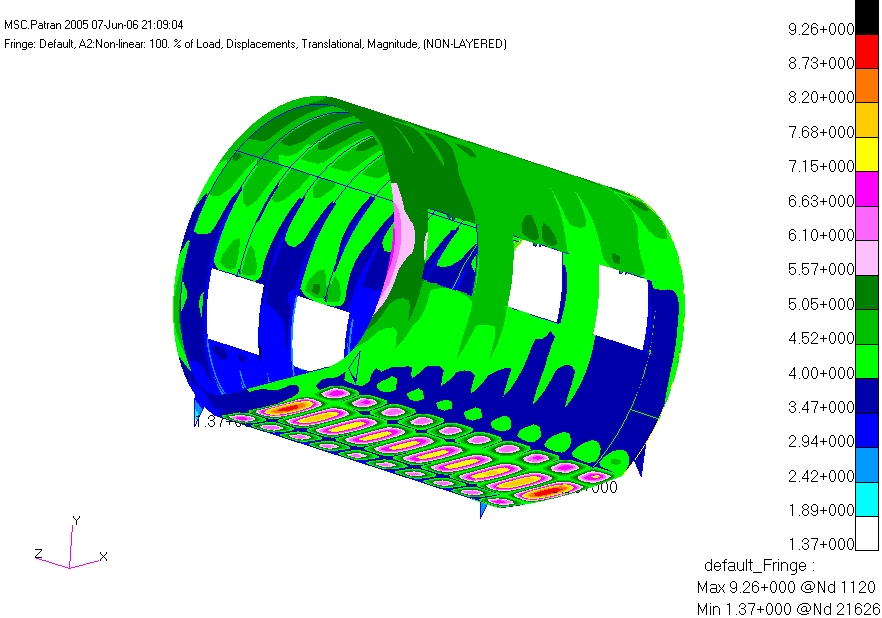 MSC.Patran 2005 07-Jun-06 21:09:04
Fringe: Default, A2:Non-linear: 100. % of Load, Displacements, Translational, Magnitude, (NON-LAYERED)
9.26+000
8.73+000
8.20+000
7.68+000
7.15+000
6.63+000
6.10+000
5.57+000
5.05+000
4.52+000
4.00+000
3.47+000
2.94+000
2.42+000
1.89+000
1.37+000
Y
Z
X
default_Fringe :
Max 9.26+000 @Nd 1120
Min 1.37+000 @Nd 21626